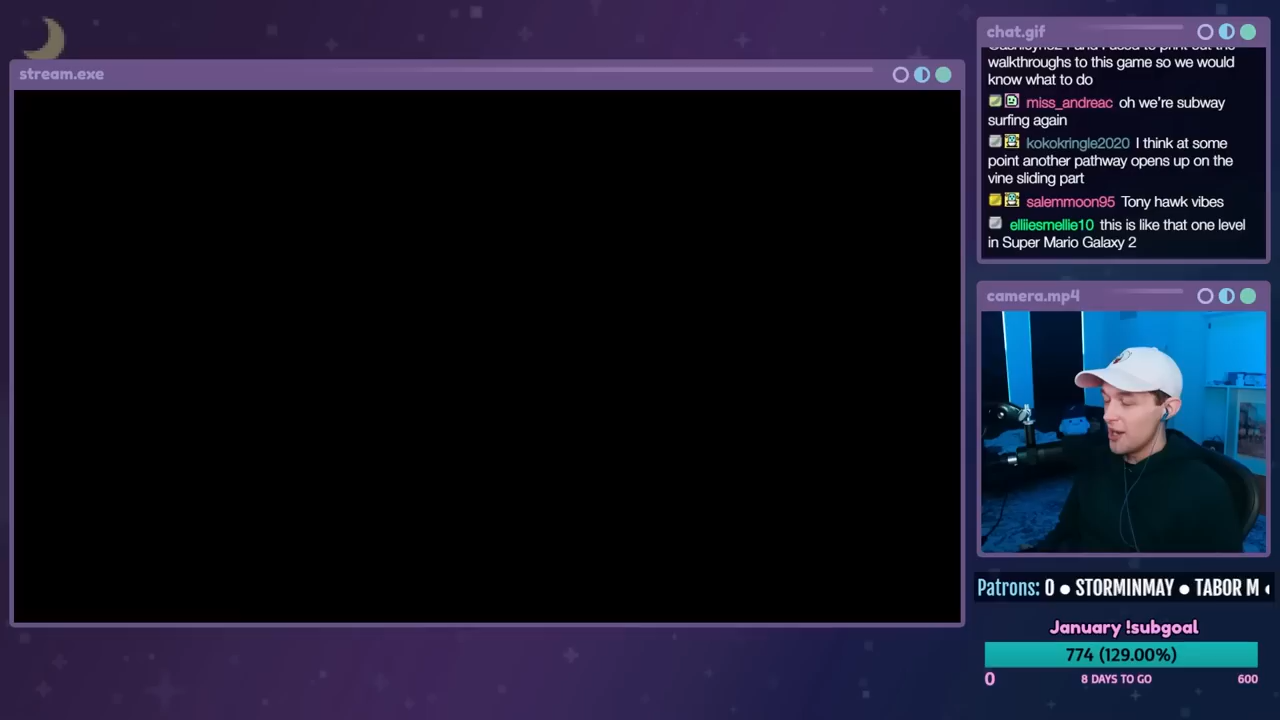 stream.exe
chat.gif
walkthroughs to this game so we would
know what to do
miss_andreac oh we're subway
surfing again
kokokringle2020 I think at some
point another pathway opens up on the
vine sliding part
salemmoon95 Tony hawk vibes
elliiesmellie10 this is like that one level
in Super Mario Galaxy 2
camera.mp4
Patrons: 0 ● STORMINMAY ● TABOR M
January !subgoal
774 (129.00%)
0 8 DAYS TO GO 600